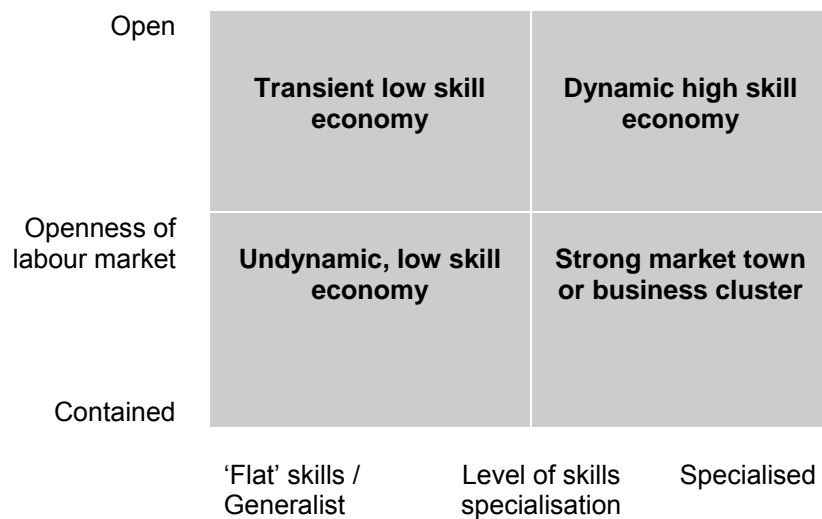 Open
Transient low skill
economy
Dynamic high skill
economy
Openness of
labour market
Undynamic, low skill
economy
Strong market town
or business cluster
Contained
‘Flat’ skills /
Generalist
Level of skills
specialisation
Specialised